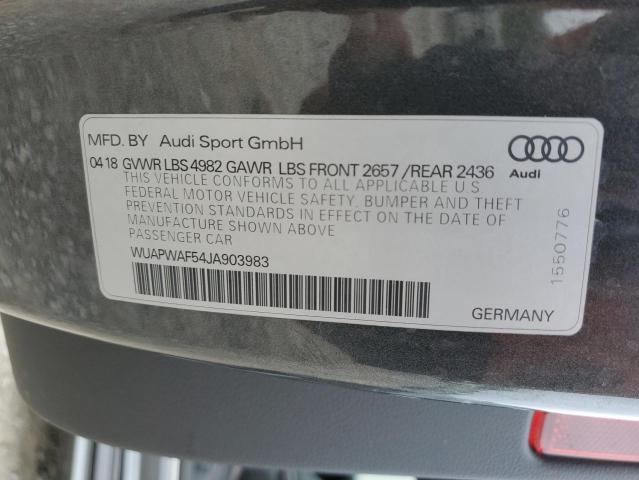 MFD. BY Audi Sport GmbH
04 18 GVWR LBS 4982 GAWR LBS FRONT 2657 /REAR 2436
THIS VEHICLE CONFORMS TO ALL APPLICABLE U S
FEDERAL MOTOR VEHICLE SAFETY, BUMPER AND THEFT
PREVENTION STANDARDS IN EFFECT ON THE DATE OF
MANUFACTURE SHOWN ABOVE
PASSENGER CAR
WUAPWAF54JA903983
Audi
1550776
GERMANY